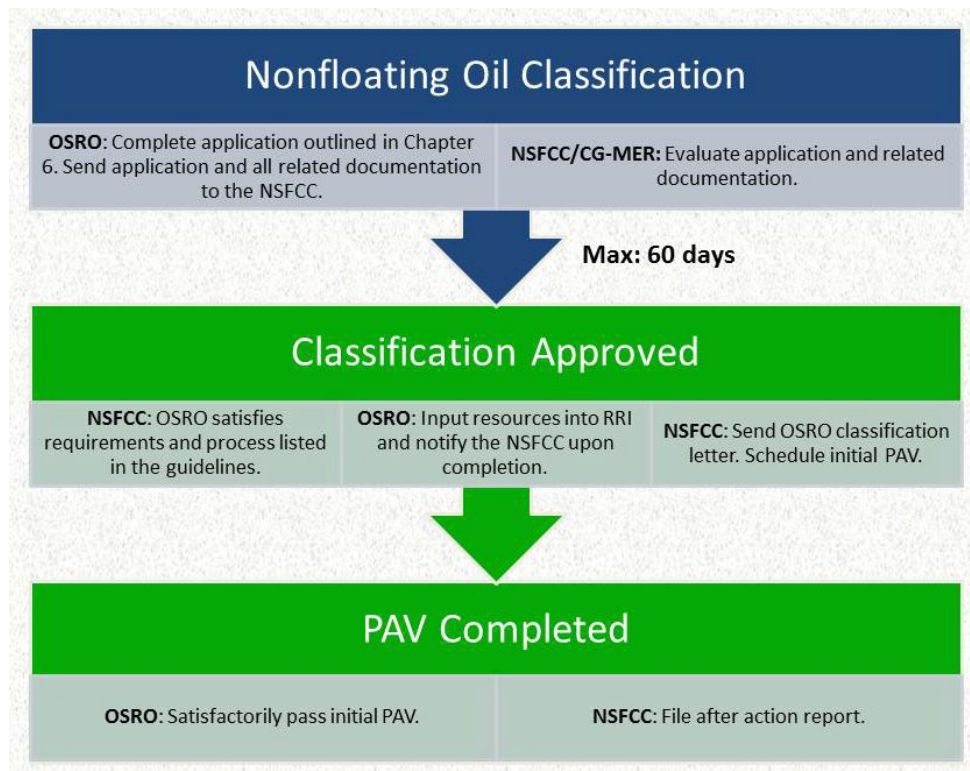 Nonfloating Oil Classification
OSRO: Complete application outlined in Chapter
6. Send application and all related documentation
to the NSFCC.
NSFCC/CG-MER: Evaluate application and related
documentation.
Max: 60 days
Classification Approved
NSFCC: OSRO satisfies
requirements and process listed
in the guidelines.
OSRO: Input resources into RRI
and notify the NSFCC upon
completion.
NSFCC: Send OSRO classification
letter. Schedule initial PAV.
PAV Completed
OSRO: Satisfactorily pass initial PAV.
NSFCC: File after action report.